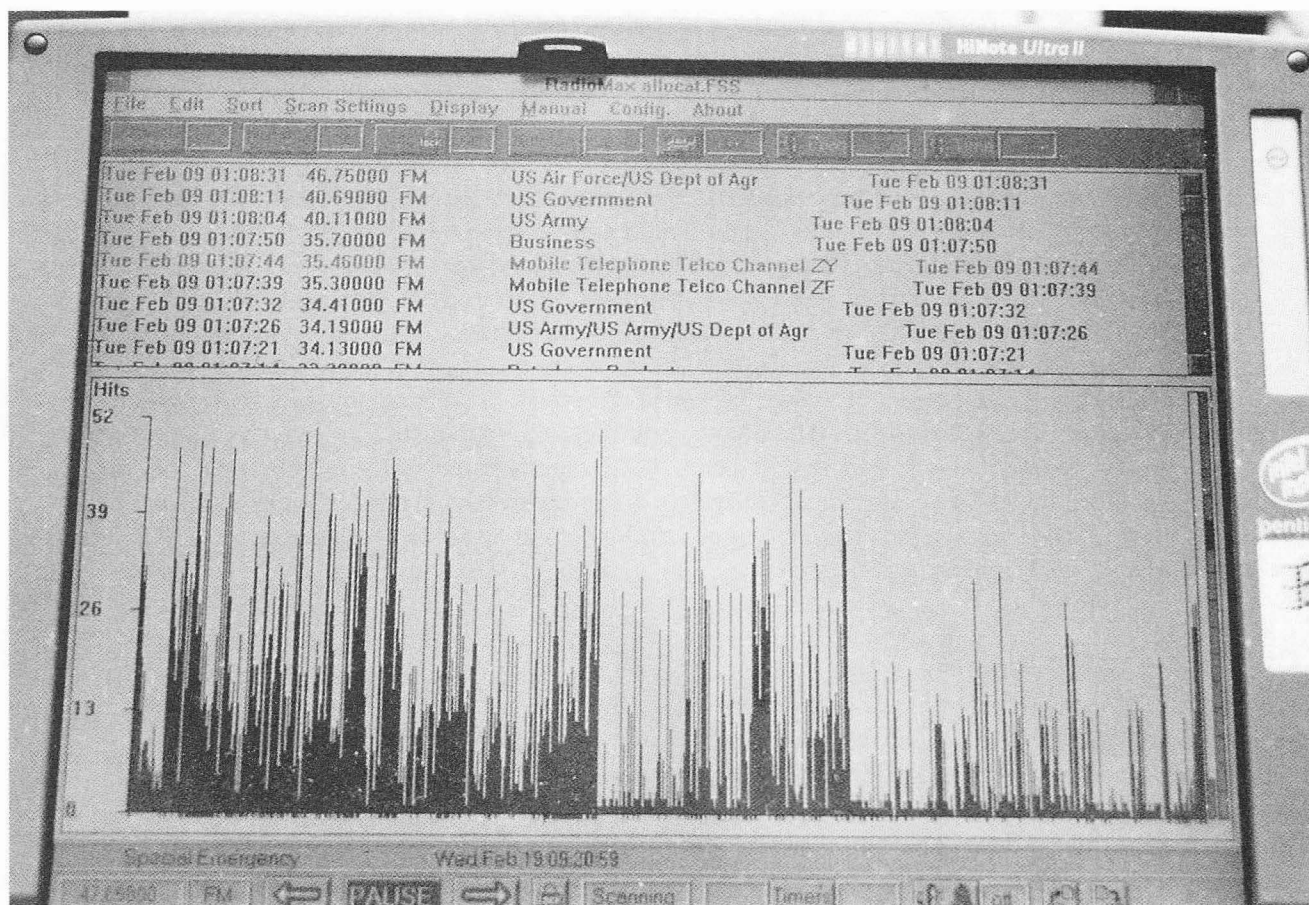 digital HiNote Ultra II
RadioMax allocat.FSS
File Edit Sort Scan Settings Display Manual Config. About
Tue Feb 09 01:08:31 46.75000 FM US Air Force/US Dept of Agr Tue Feb 09 01:08:31
Tue Feb 09 01:08:11 40.69000 FM US Government Tue Feb 09 01:08:11
Tue Feb 09 01:08:04 40.11000 FM US Army Tue Feb 09 01:08:04
Tue Feb 09 01:07:50 35.70000 FM Business Tue Feb 09 01:07:50
Tue Feb 09 01:07:44 35.46000 FM Mobile Telephone Telco Channel ZY Tue Feb 09 01:07:44
Tue Feb 09 01:07:39 35.30000 FM Mobile Telephone Telco Channel ZF Tue Feb 09 01:07:39
Tue Feb 09 01:07:32 34.41000 FM US Government Tue Feb 09 01:07:32
Tue Feb 09 01:07:26 34.19000 FM US Army/US Army/US Dept of Agr Tue Feb 09 01:07:26
Tue Feb 09 01:07:21 34.13000 FM US Government Tue Feb 09 01:07:21
Hits
52
39
26
13
0
Special Emergency Wed Feb 19 09:20:59
FM PAUSE Scanning Timers